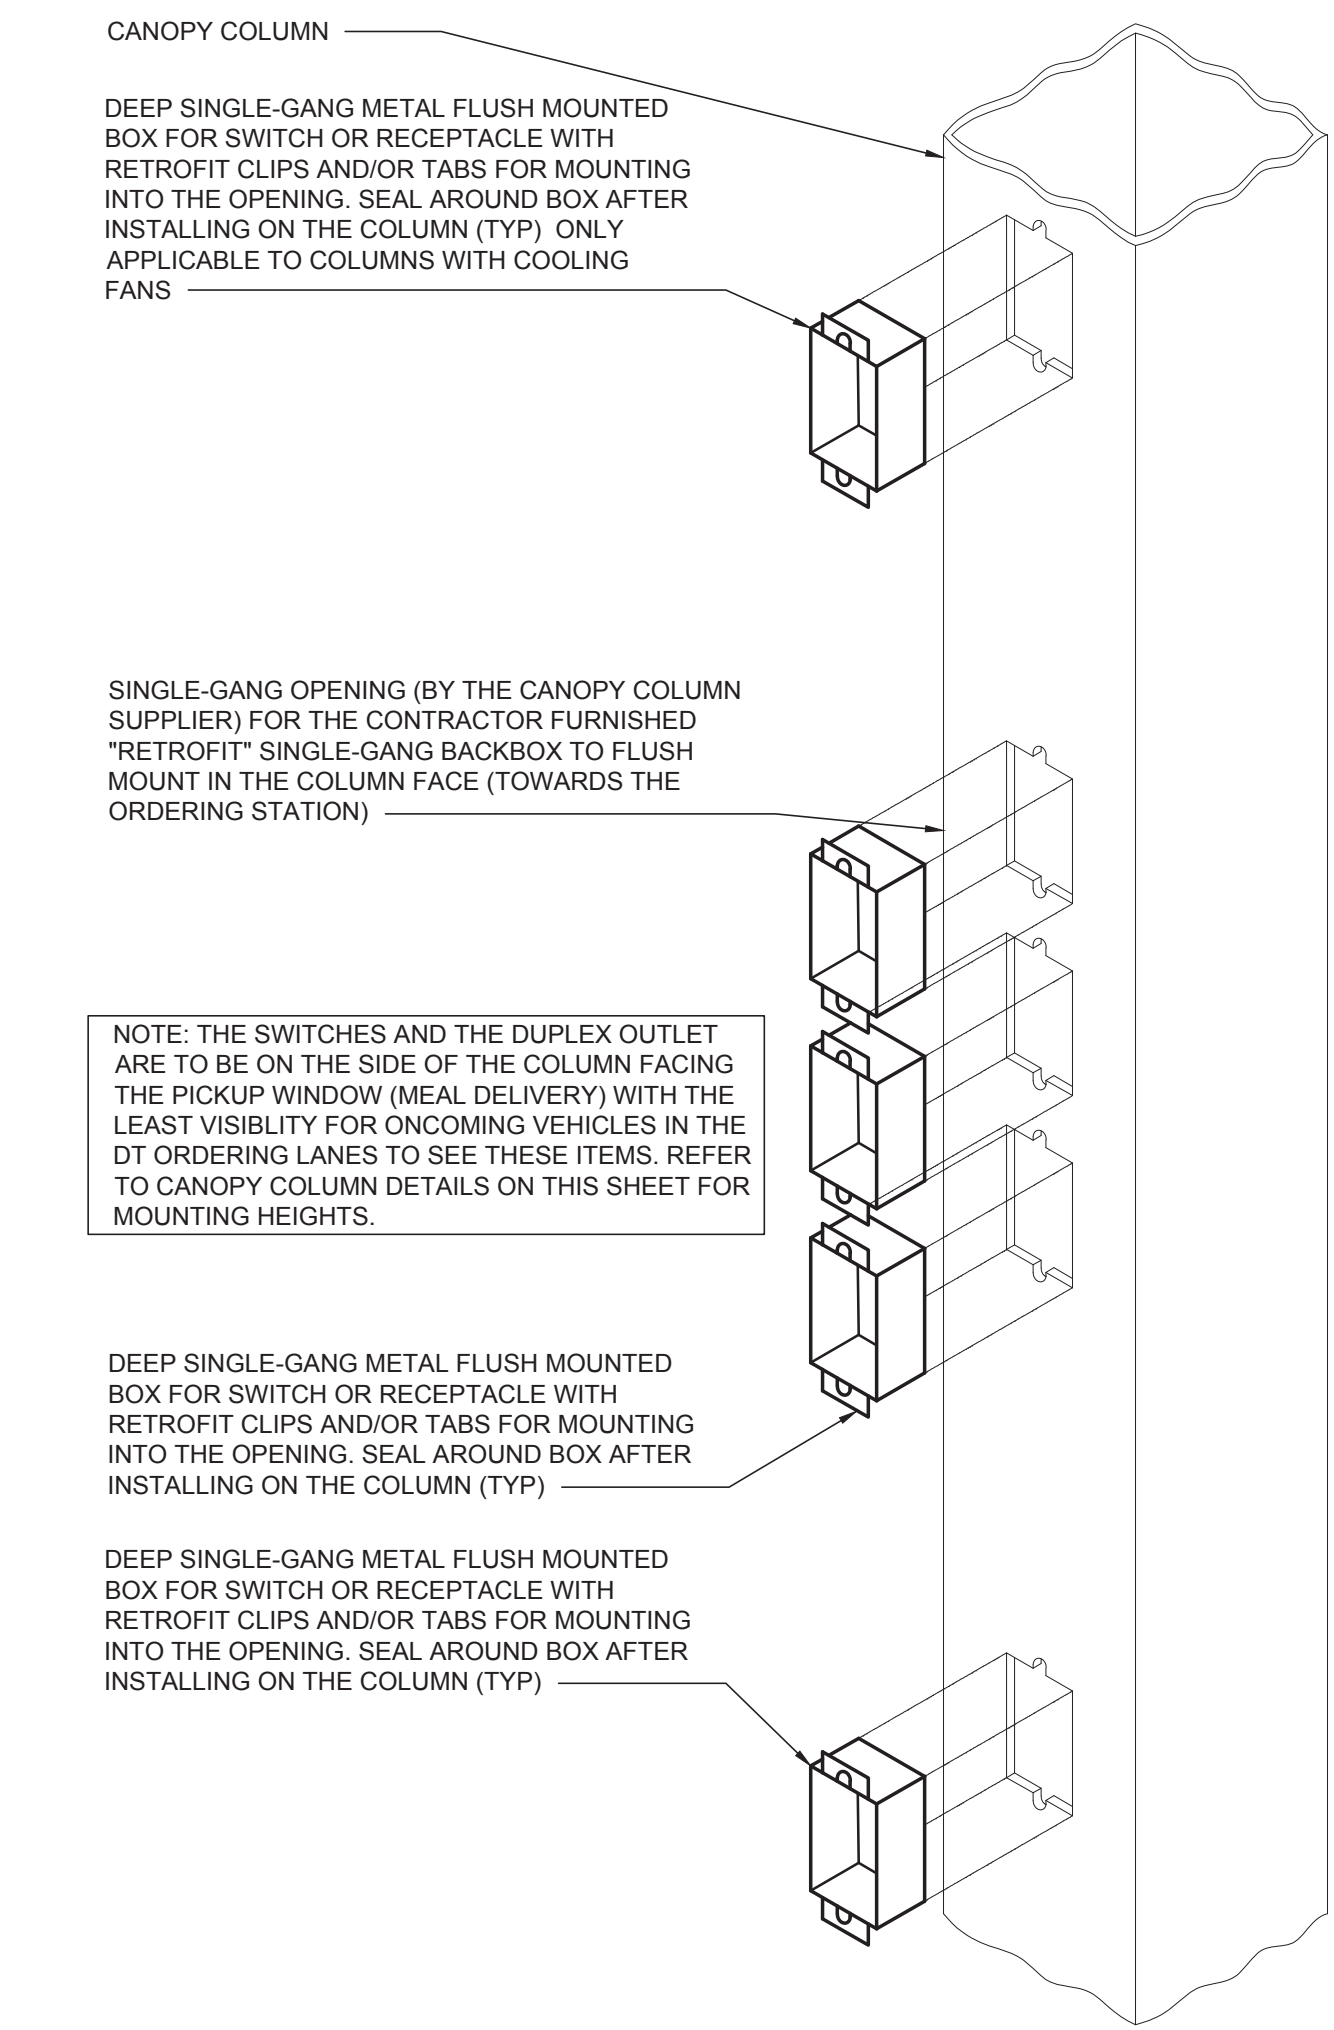 CANOPY COLUMN
DEEP SINGLE-GANG METAL FLUSH MOUNTED
BOX FOR SWITCH OR RECEPTACLE WITH
RETROFIT CLIPS AND/OR TABS FOR MOUNTING
INTO THE OPENING. SEAL AROUND BOX AFTER
INSTALLING ON THE COLUMN (TYP) ONLY
APPLICABLE TO COLUMNS WITH COOLING
FANS
SINGLE-GANG OPENING (BY THE CANOPY COLUMN
SUPPLIER) FOR THE CONTRACTOR FURNISHED
"RETROFIT" SINGLE-GANG BACKBOX TO FLUSH
MOUNT IN THE COLUMN FACE (TOWARDS THE
ORDERING STATION)
NOTE: THE SWITCHES AND THE DUPLEX OUTLET
ARE TO BE ON THE SIDE OF THE COLUMN FACING
THE PICKUP WINDOW (MEAL DELIVERY) WITH THE
LEAST VISIBLITY FOR ONCOMING VEHICLES IN THE
DT ORDERING LANES TO SEE THESE ITEMS. REFER
TO CANOPY COLUMN DETAILS ON THIS SHEET FOR
MOUNTING HEIGHTS.
DEEP SINGLE-GANG METAL FLUSH MOUNTED
BOX FOR SWITCH OR RECEPTACLE WITH
RETROFIT CLIPS AND/OR TABS FOR MOUNTING
INTO THE OPENING. SEAL AROUND BOX AFTER
INSTALLING ON THE COLUMN (TYP)
DEEP SINGLE-GANG METAL FLUSH MOUNTED
BOX FOR SWITCH OR RECEPTACLE WITH
RETROFIT CLIPS AND/OR TABS FOR MOUNTING
INTO THE OPENING. SEAL AROUND BOX AFTER
INSTALLING ON THE COLUMN (TYP)